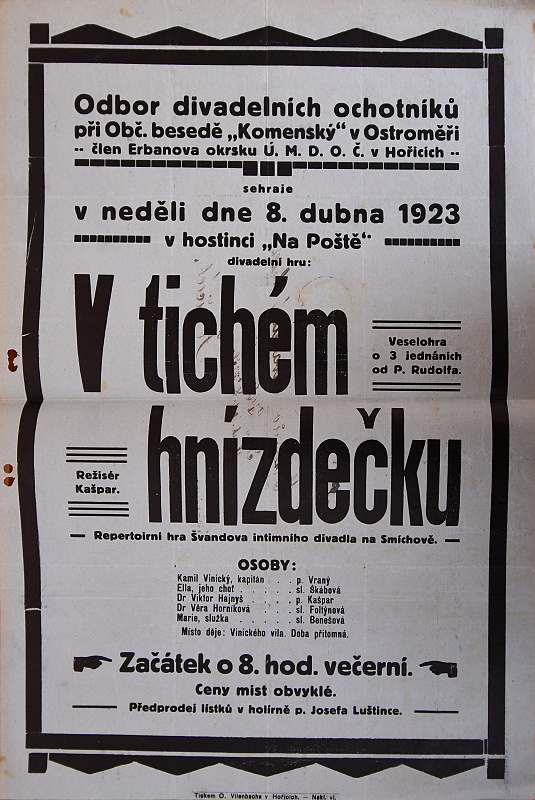 Odbor divadelních ochotníků
při Obč. besedě „Komenský“ v Ostroměři
-- člen Erbanova okrsku Ú. M. D. O. Č. v Hořicích --
sehraje
v neděli dne 8. dubna 1923
v hostinci „Na Poště“
divadelní hru:
V tichém
Veselohra
o 3 jednáních
od P. Rudolfa.
hnízdečku
Režisér
Kašpar.
— Repertoirní hra Švandova intimního divadla na Smíchově. —
OSOBY:
Kamil Vinický, kapitán . . . p. Vraný
Ella, jeho choť . . . . . sl. Škábová
Dr Viktor Hajnyš . . . . p. Kašpar
Dr Věra Horníková . . . . sl. Foltýnová
Marie, služka . . . . . sl. Benešová
Místo děje: Vinického vila. Doba přítomná.
Začátek o 8. hod. večerní.
Ceny míst obvyklé.
Předprodej lístků v holírně p. Josefa Luštince.
Tiskem O. Vilenbacha v Hořicích. — Nákl. vl.